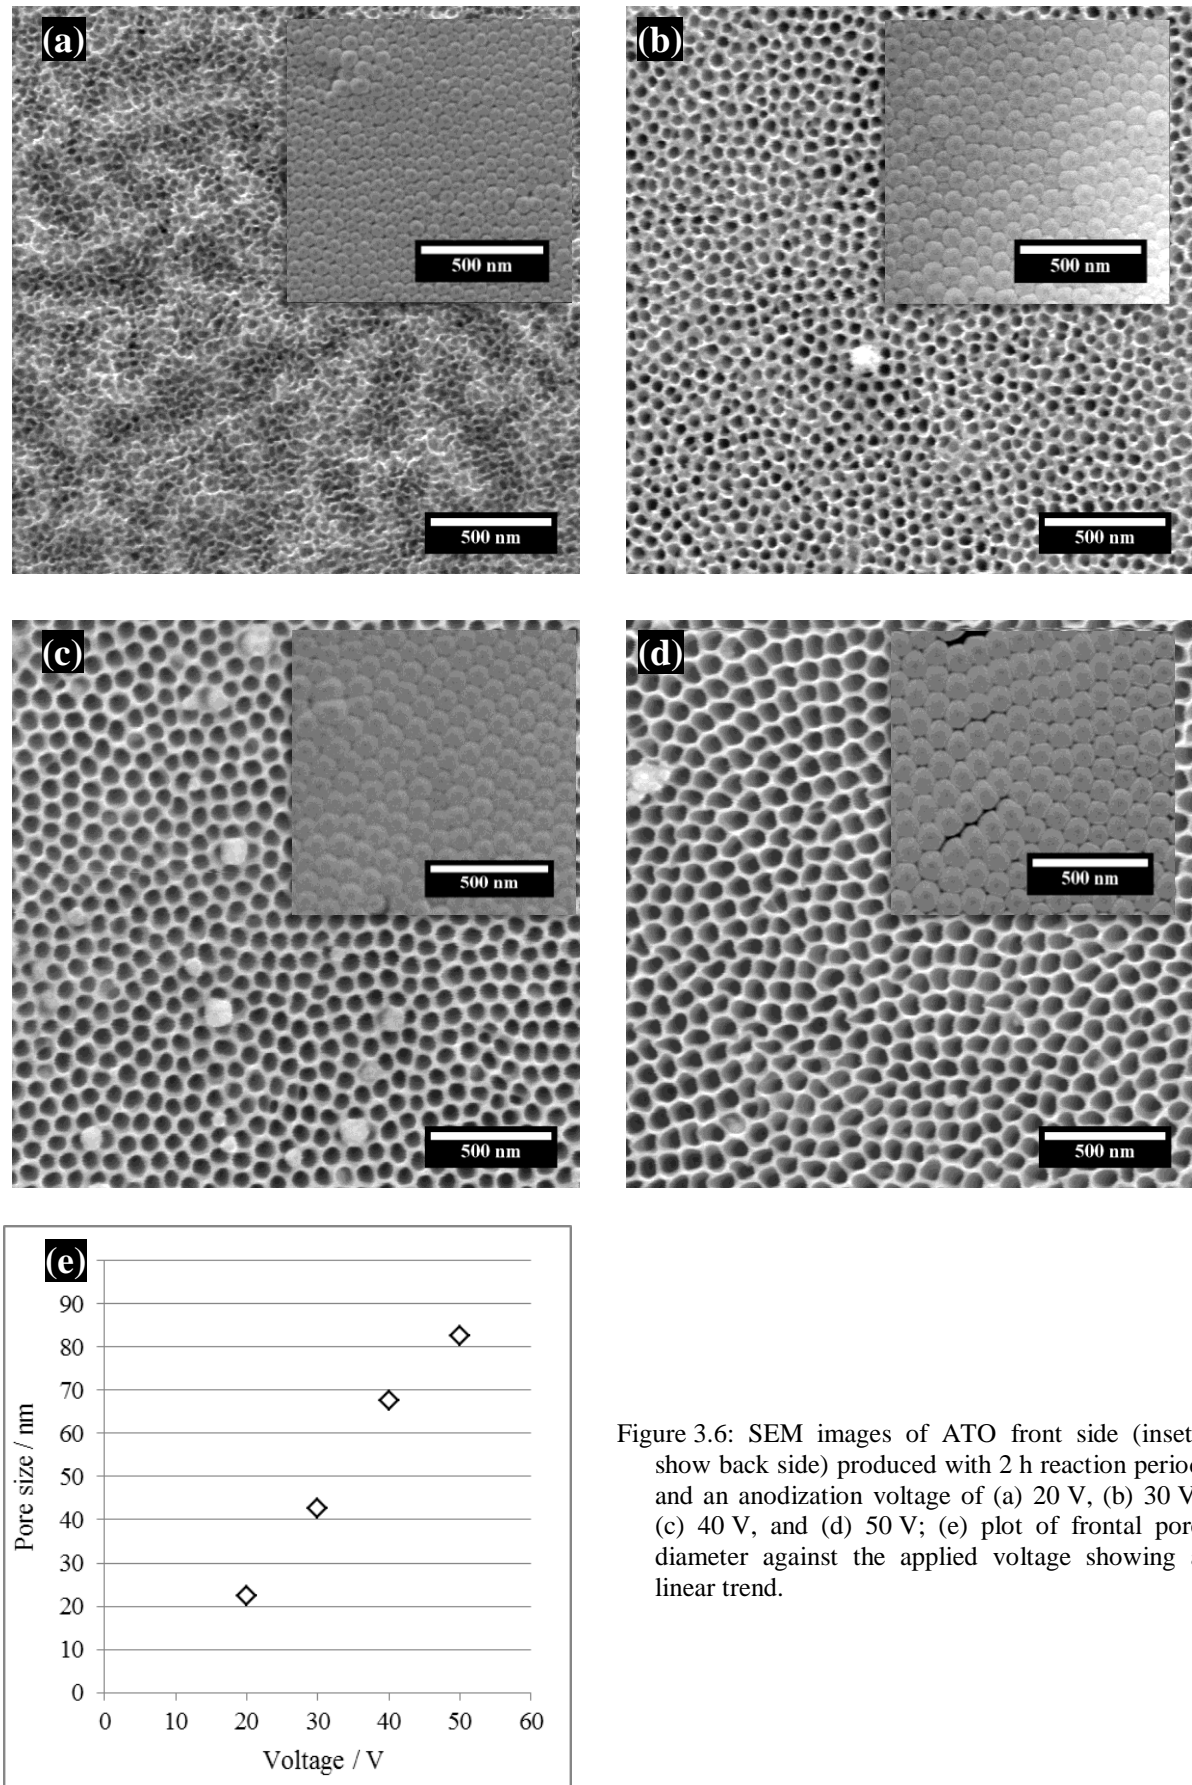 (a)
500 nm
500 nm
(b)
500 nm
500 nm
(c)
500 nm
500 nm
(d)
500 nm
500 nm
(e)
90
80
70
60
50
40
30
20
10
0
Pore size / nm
0 10 20 30 40 50 60
Voltage / V
Figure 3.6: SEM images of ATO front side (inset
show back side) produced with 2 h reaction period
and an anodization voltage of (a) 20 V, (b) 30 V
(c) 40 V, and (d) 50 V; (e) plot of frontal pore
diameter against the applied voltage showing
linear trend.